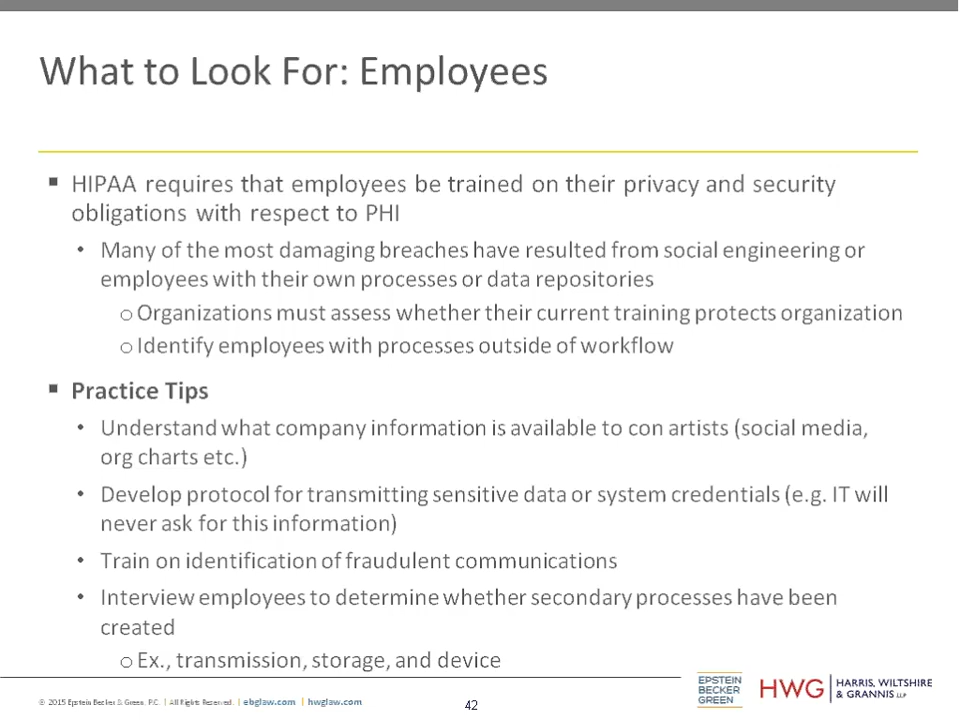 What to Look For: Employees
▪ HIPAA requires that employees be trained on their privacy and security
obligations with respect to PHI
• Many of the most damaging breaches have resulted from social engineering or
employees with their own processes or data repositories
o Organizations must assess whether their current training protects organization
o Identify employees with processes outside of workflow
▪ Practice Tips
• Understand what company information is available to con artists (social media,
org charts etc.)
• Develop protocol for transmitting sensitive data or system credentials (e.g. IT will
never ask for this information)
• Train on identification of fraudulent communications
• Interview employees to determine whether secondary processes have been
created
o Ex., transmission, storage, and device
© 2015 Epstein Becker & Green, P.C. | All Rights Reserved. | ebglaw.com | hwglaw.com
42
EPSTEIN
BECKER
GREEN
HWG
HARRIS, WILTSHIRE
& GRANNIS LLP